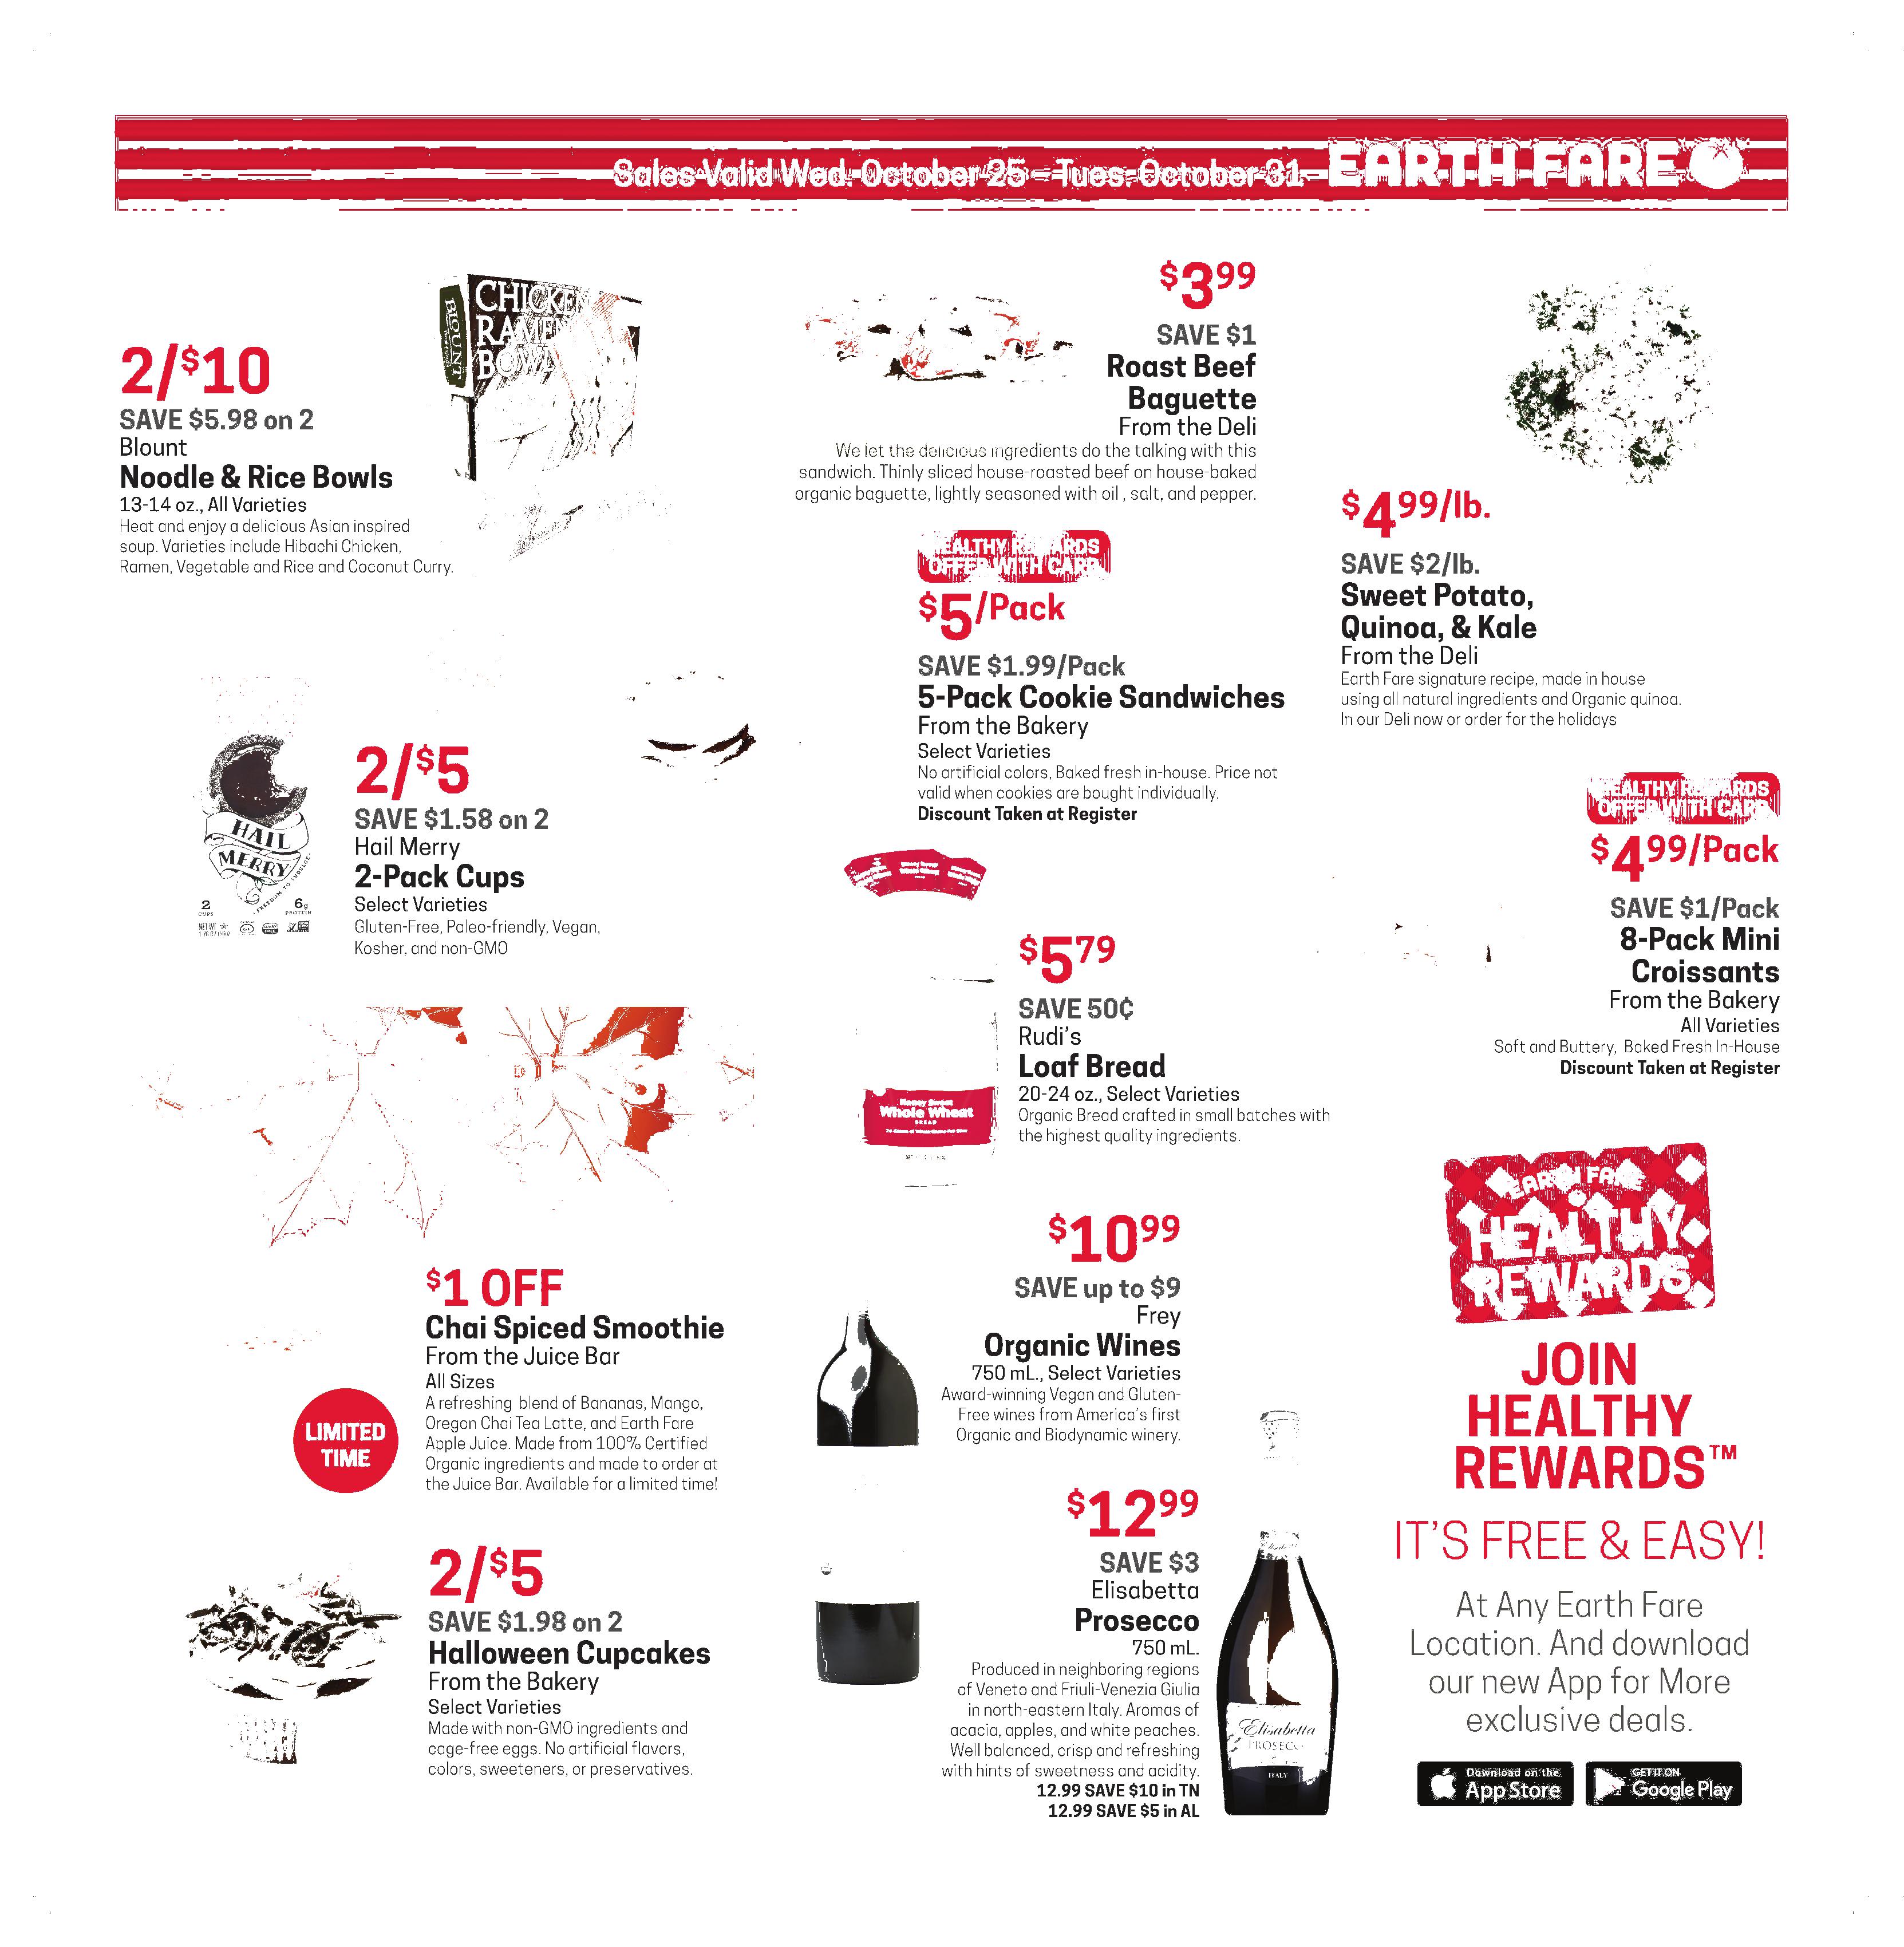 Sales Valid Wed. October 25 – Tues. October 31 EARTH FARE
2/$10
SAVE $5.98 on 2
Blount
Noodle & Rice Bowls
13-14 oz., All Varieties
Heat and enjoy a delicious Asian inspired
soup. Varieties include Hibachi Chicken,
Ramen, Vegetable and Rice and Coconut Curry.
BLOUNT
CHICKEN
RAMEN
BOWL
$3.99
SAVE $1
Roast Beef
Baguette
From the Deli
We let the delicious ingredients do the talking with this
sandwich. Thinly sliced house-roasted beef on house-baked
organic baguette, lightly seasoned with oil , salt, and pepper.
$4.99/lb.
SAVE $2/lb.
Sweet Potato,
Quinoa, & Kale
From the Deli
Earth Fare signature recipe, made in house
using all natural ingredients and Organic quinoa.
In our Deli now or order for the holidays
HEALTHY REWARDS
OFFER WITH CARD
$5/Pack
SAVE $1.99/Pack
5-Pack Cookie Sandwiches
From the Bakery
Select Varieties
No artificial colors, Baked fresh in-house. Price not
valid when cookies are bought individually.
Discount Taken at Register
HAIL
MERRY
FREEDOM TO INDULGE
2
CUPS
6g
PROTEIN
2/$5
SAVE $1.58 on 2
Hail Merry
2-Pack Cups
Select Varieties
Gluten-Free, Paleo-friendly, Vegan,
Kosher, and non-GMO
HEALTHY REWARDS
OFFER WITH CARD
$4.99/Pack
SAVE $1/Pack
8-Pack Mini
Croissants
From the Bakery
All Varieties
Soft and Buttery, Baked Fresh In-House
Discount Taken at Register
$5.79
SAVE 50¢
Rudi's
Loaf Bread
20-24 oz., Select Varieties
Organic Bread crafted in small batches with
the highest quality ingredients.
Honey Sweet
Whole Wheat
BREAD
$1 OFF
Chai Spiced Smoothie
From the Juice Bar
All Sizes
A refreshing blend of Bananas, Mango,
Oregon Chai Tea Latte, and Earth Fare
Apple Juice. Made from 100% Certified
Organic ingredients and made to order at
the Juice Bar. Available for a limited time!
LIMITED
TIME
$10.99
SAVE up to $9
Frey
Organic Wines
750 mL., Select Varieties
Award-winning Vegan and Gluten-
Free wines from America's first
Organic and Biodynamic winery.
2/$5
SAVE $1.98 on 2
Halloween Cupcakes
From the Bakery
Select Varieties
Made with non-GMO ingredients and
cage-free eggs. No artificial flavors,
colors, sweeteners, or preservatives.
$12.99
SAVE $3
Elisabetta
Prosecco
750 mL.
Produced in neighboring regions
of Veneto and Friuli-Venezia Giulia
in north-eastern Italy. Aromas of
acacia, apples, and white peaches.
Well balanced, crisp and refreshing
with hints of sweetness and acidity.
12.99 SAVE $10 in TN
12.99 SAVE $5 in AL
Elisabetta
PROSECCO
ITALY
EARTH FARE
HEALTHY
REWARDS
JOIN
HEALTHY
REWARDS™
IT'S FREE & EASY!
At Any Earth Fare
Location. And download
our new App for More
exclusive deals.
Download on the
App Store
GET IT ON
Google Play